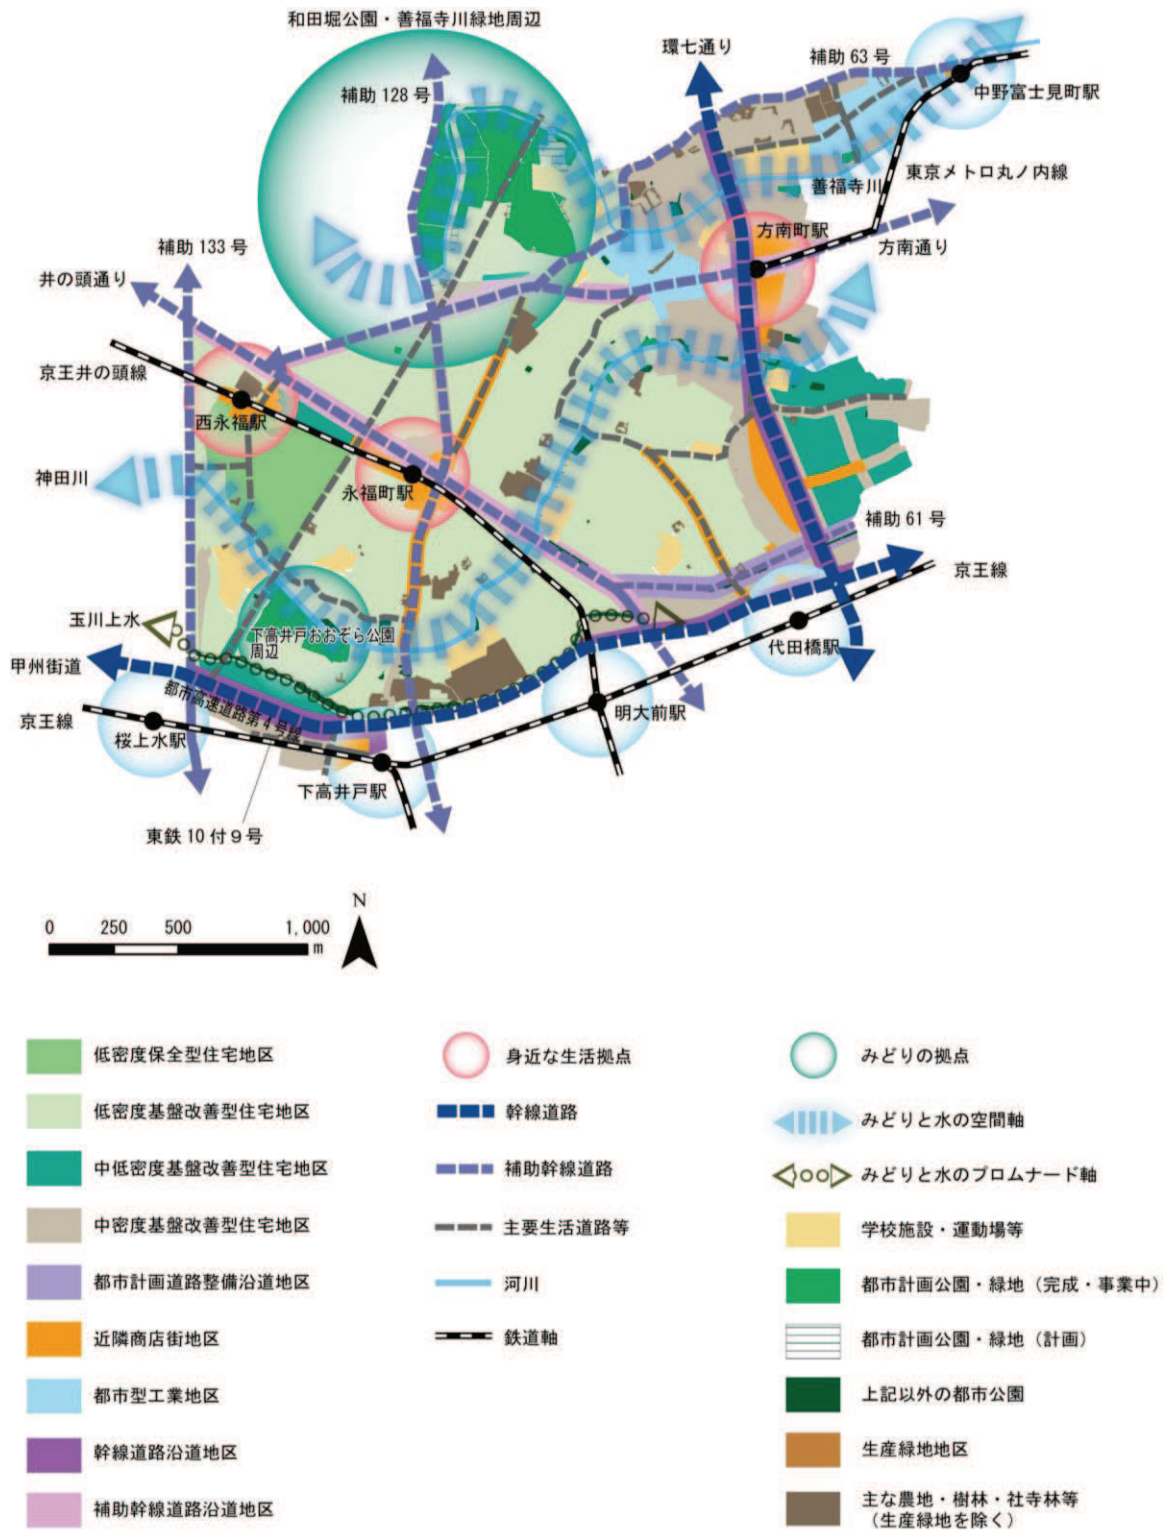 和田堀公園・善福寺川緑地周辺
環七通り
補助 63 号
補助 128 号
中野富士見町駅
東京メトロ丸ノ内線
善福寺川
方南町駅
方南通り
補助 133 号
井の頭通り
京王井の頭線
西永福駅
神田川
永福町駅
補助 61 号
京王線
玉川上水
下高井戸おおぞら公園
周辺
代田橋駅
甲州街道
都市高速道路第4号線
明大前駅
京王線
桜上水駅
下高井戸駅
東鉄 10 付 9 号
N
0 250 500 1,000
m
低密度保全型住宅地区
低密度基盤改善型住宅地区
中低密度基盤改善型住宅地区
中密度基盤改善型住宅地区
都市計画道路整備沿道地区
近隣商店街地区
都市型工業地区
幹線道路沿道地区
補助幹線道路沿道地区
身近な生活拠点
幹線道路
補助幹線道路
主要生活道路等
河川
鉄道軸
みどりの拠点
みどりと水の空間軸
みどりと水のプロムナード軸
学校施設・運動場等
都市計画公園・緑地（完成・事業中）
都市計画公園・緑地（計画）
上記以外の都市公園
生産緑地地区
主な農地・樹林・社寺林等
（生産緑地を除く）